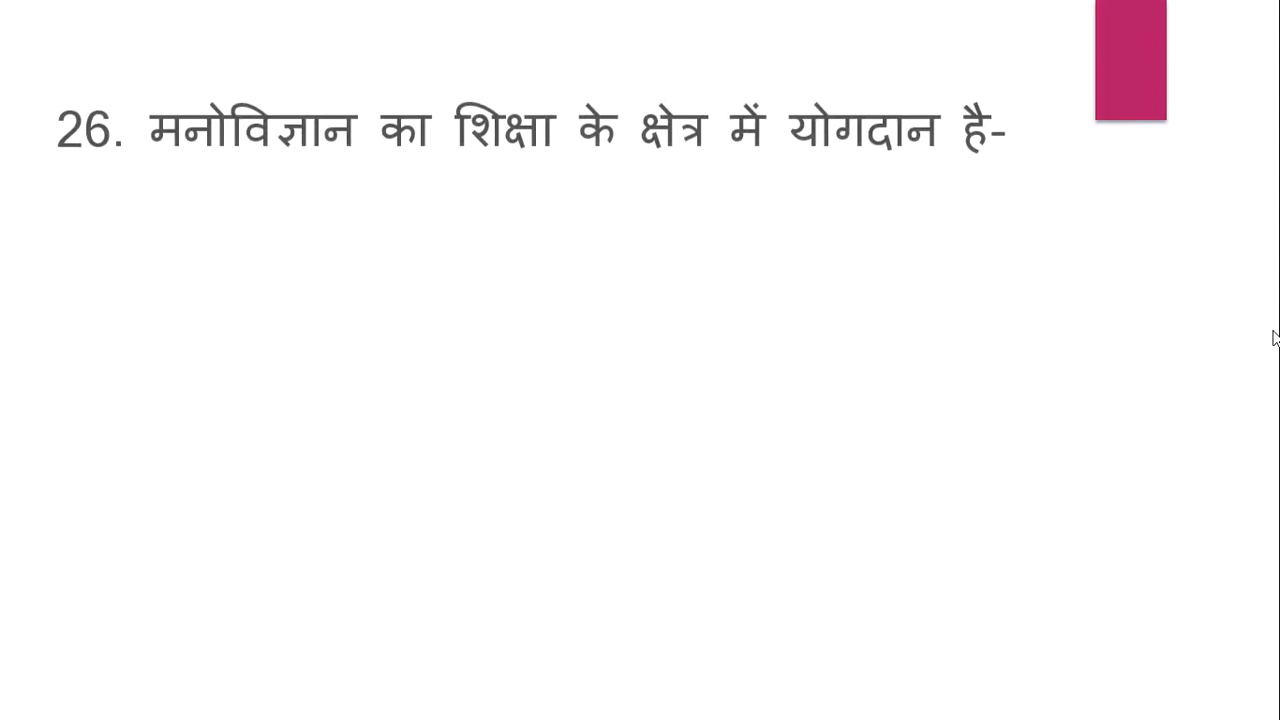 26. मनोविज्ञान का शिक्षा के क्षेत्र में योगदान है-